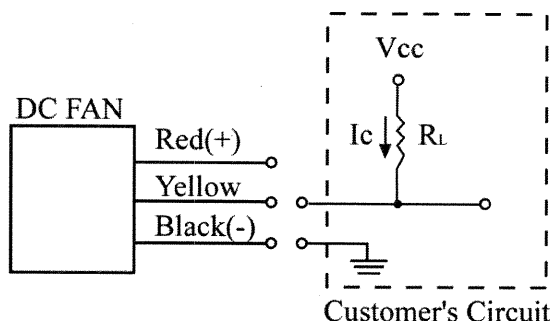 Vcc
DC FAN
Red(+)
Ic
RL
Yellow
Black(-)
Customer's Circuit